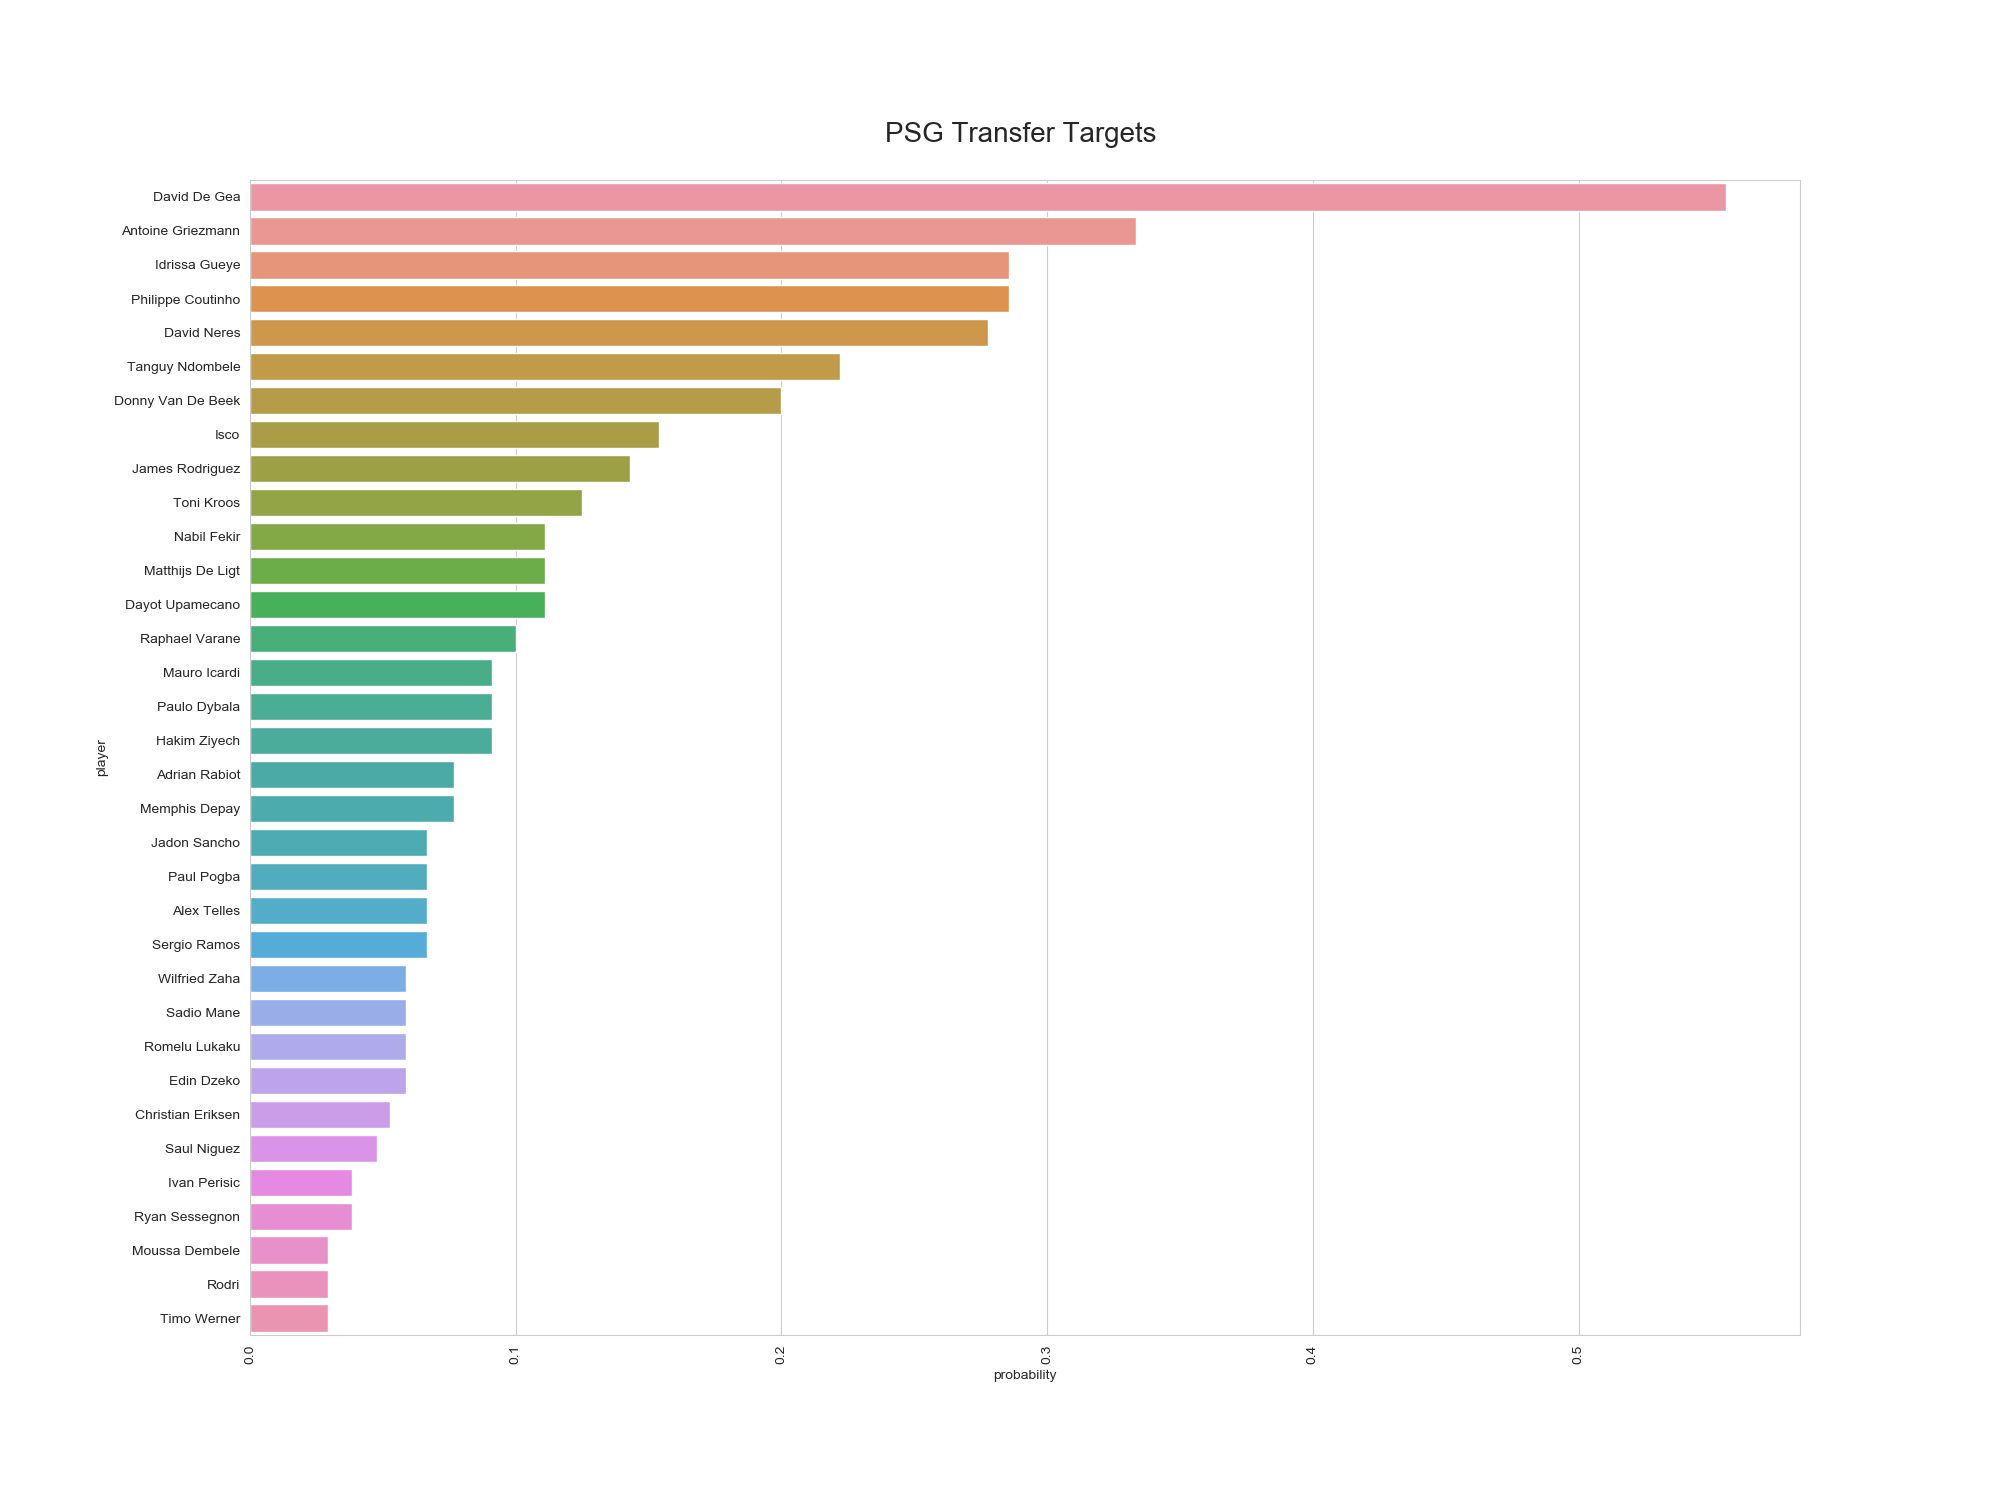 PSG Transfer Targets
David De Gea
Antoine Griezmann
Idrissa Gueye
Philippe Coutinho
David Neres
Tanguy Ndombele
Donny Van De Beek
Isco
James Rodriguez
Toni Kroos
Nabil Fekir
Matthijs De Ligt
Dayot Upamecano
Raphael Varane
Mauro Icardi
Paulo Dybala
Hakim Ziyech
Adrian Rabiot
Memphis Depay
Jadon Sancho
Paul Pogba
Alex Telles
Sergio Ramos
Wilfried Zaha
Sadio Mane
Romelu Lukaku
Edin Dzeko
Christian Eriksen
Saul Niguez
Ivan Perisic
Ryan Sessegnon
Moussa Dembele
Rodri
Timo Werner
player
0.0 0.1 0.2 0.3 0.4 0.5
probability